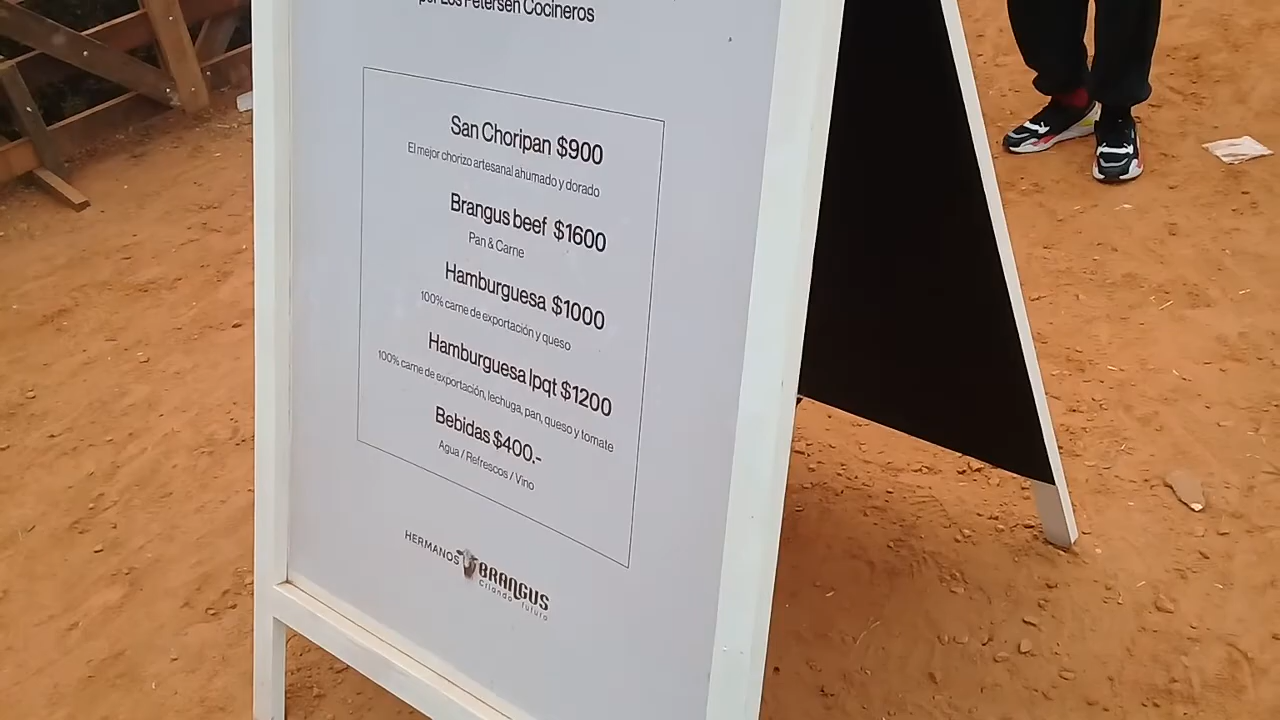 por Los Petersen Cocineros
San Choripan $900
El mejor chorizo artesanal ahumado y dorado
Brangus beef $1600
Pan & Carne
Hamburguesa $1000
100% carne de exportación y queso
Hamburguesa lpqt $1200
100% carne de exportación, lechuga, pan, queso y tomate
Bebidas $400.-
Agua / Refrescos / Vino
HERMANOS BRANGUS
criando futuro